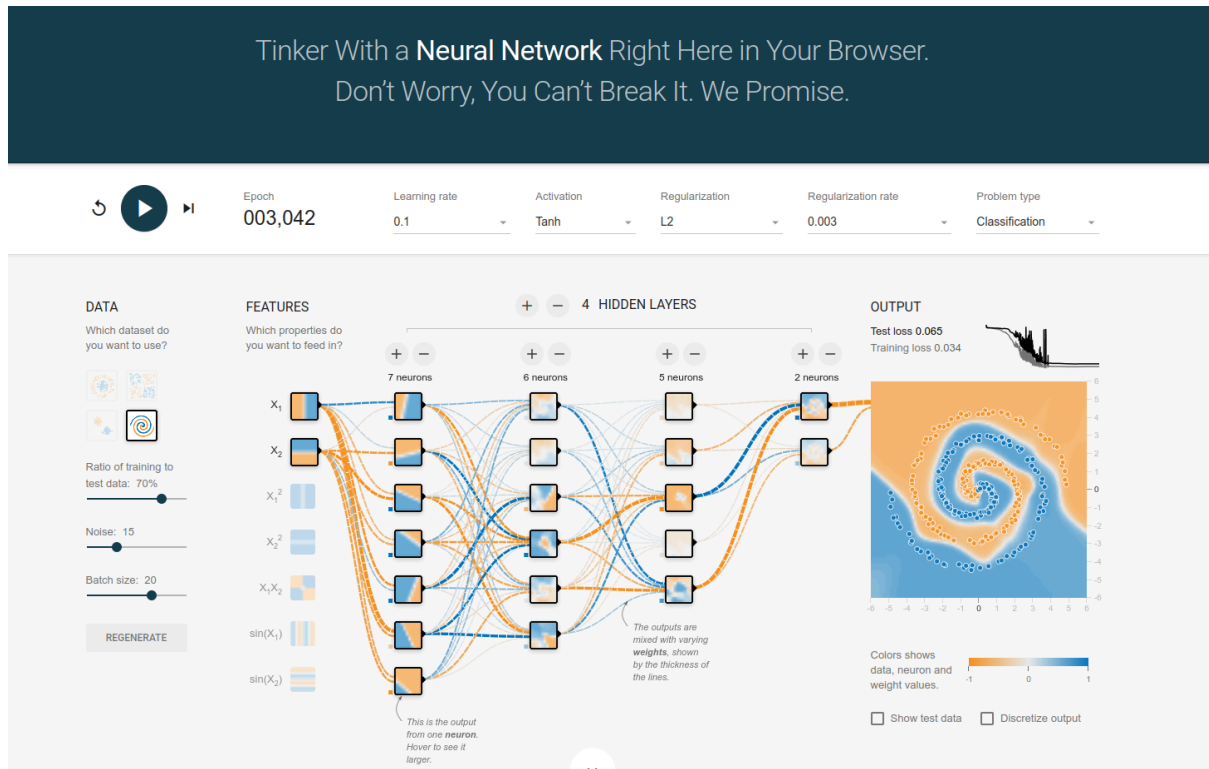 Tinker With a Neural Network Right Here in Your Browser.
Don't Worry, You Can't Break It. We Promise.
Epoch
003,042
Learning rate
0.1
Activation
Tanh
Regularization
L2
Regularization rate
0.003
Problem type
Classification
DATA
Which dataset do
you want to use?
Ratio of training to
test data: 70%
Noise: 15
Batch size: 20
REGENERATE
FEATURES
Which properties do
you want to feed in?
X₁
X₂
X₁²
X₂²
X₁X₂
sin(X₁)
sin(X₂)
+ − 4 HIDDEN LAYERS
+ −
7 neurons
+ −
6 neurons
+ −
5 neurons
+ −
2 neurons
This is the output
from one neuron.
Hover to see it
larger.
The outputs are
mixed with varying
weights, shown
by the thickness of
the lines.
OUTPUT
Test loss 0.065
Training loss 0.034
6
5
4
3
2
1
0
-1
-2
-3
-4
-5
-6
-6 -5 -4 -3 -2 -1 0 1 2 3 4 5 6
Colors shows
data, neuron and
weight values.
-1 0 1
Show test data
Discretize output